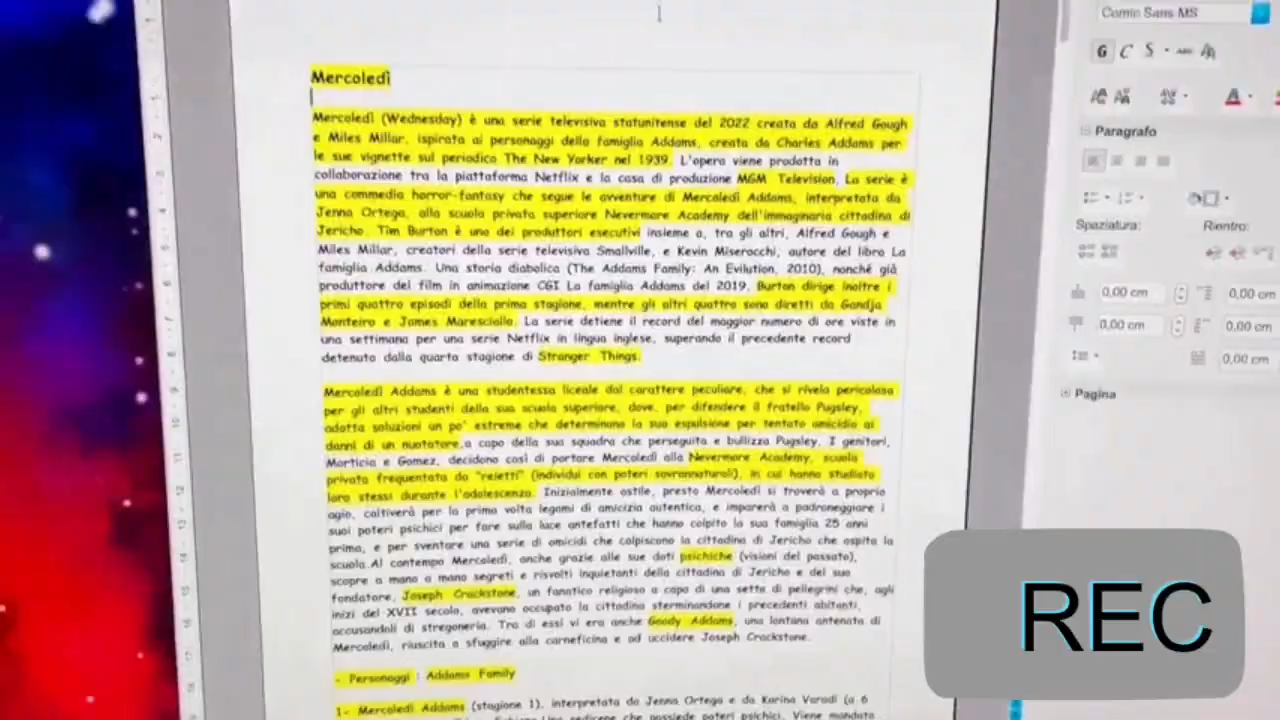 Mercoledì
Mercoledì (Wednesday) è una serie televisiva statunitense del 2022 creata da Alfred Gough
e Miles Millar, ispirata ai personaggi della famiglia Addams, creata da Charles Addams per
le sue vignette sul periodico The New Yorker nel 1939. L'opera viene prodotta in
collaborazione tra la piattaforma Netflix e la casa di produzione MGM Television. La serie è
una commedia horror-fantasy che segue le avventure di Mercoledì Addams, interpretata da
Jenna Ortega, alla scuola privata superiore Nevermore Academy dell'immaginaria cittadina di
Jericho. Tim Burton è uno dei produttori esecutivi insieme a, tra gli altri, Alfred Gough e
Miles Millar, creatori della serie televisiva Smallville, e Kevin Miserocchi, autore del libro La
famiglia Addams. Una storia diabolica (The Addams Family: An Evilution, 2010), nonché già
produttore del film in animazione CGI La famiglia Addams del 2019. Burton dirige inoltre i
primi quattro episodi della prima stagione, mentre gli altri quattro sono diretti da Gandja
Monteiro e James Maresciallo. La serie detiene il record del maggior numero di ore viste in
una settimana per una serie Netflix in lingua inglese, superando il precedente record
detenuto dalla quarta stagione di Stranger Things.
Mercoledì Addams è una studentessa liceale dal carattere peculiare, che si rivela pericolosa
per gli altri studenti della sua scuola superiore, dove, per difendere il fratello Pugsley,
adotta soluzioni un po' estreme che determinano la sua espulsione per tentato omicidio ai
danni di un nuotatore,a capo della sua squadra che perseguita e bullizza Pugsley. I genitori,
Morticia e Gomez, decidono così di portare Mercoledì alla Nevermore Academy, scuola
privata frequentata da "reietti" (individui con poteri sovrannaturali), in cui hanno studiato
loro stessi durante l'adolescenza. Inizialmente ostile, presto Mercoledì si troverà a proprio
agio, coltiverà per la prima volta legami di amicizia autentica, e imparerà a padroneggiare i
suoi poteri psichici per fare sulla luce antefatti che hanno colpito la sua famiglia 25 anni
prima, e per sventare una serie di omicidi che colpiscono la cittadina di Jericho che ospita la
scuola.Al contempo Mercoledì, anche grazie alle sue doti psichiche (visioni del passato),
scopre a mano a mano segreti e risvolti inquietanti della cittadina di Jericho e del suo
fondatore, Joseph Crackstone, un fanatico religioso a capo di una setta di pellegrini che, agli
inizi del XVII secolo, avevano occupato la cittadina sterminandone i precedenti abitanti,
accusandoli di stregoneria. Tra di essi vi era anche Goody Addams, una lontana antenata di
Mercoledì, riuscita a sfuggire alla carneficina e ad uccidere Joseph Crackstone.
- Personaggi : Addams Family
1- Mercoledì Addams (stagione 1), interpretata da Jenna Ortega e da Karina Varadi (a 6
sedicenne che possiede poteri psichici. Viene mandata
Comic Sans MS
G C S
Paragrafo
Spaziatura: Rientro:
0,00 cm 0,00 cm
0,00 cm 0,00 cm
0,00 cm
Pagina
REC